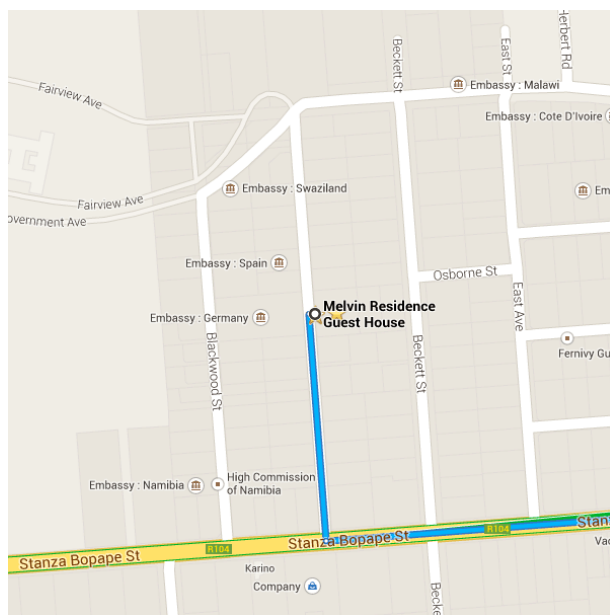 Herbert Rd
East St
Beckett St
Embassy : Malawi
Fairview Ave
Embassy : Cote D'Ivoire
Embassy : Swaziland
Fairview Ave
overnment Ave
Em
Embassy : Spain
Osborne St
Melvin Residence
Guest House
Embassy : Germany
East Ave
Blackwood St
Beckett St
Fernivy Gu
Embassy : Namibia
High Commission
of Namibia
R104
Stan
Stanza Bopape St
R104
Stanza Bopape St
Vac
Karino
Company
Becke